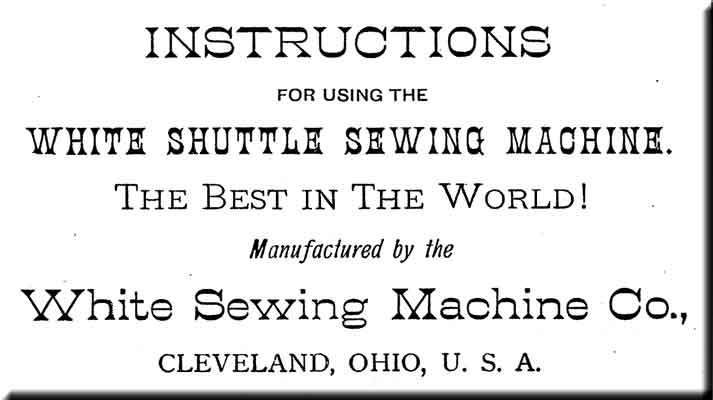 INSTRUCTIONS
FOR USING THE
WHITE SHUTTLE SEWING MACHINE.
THE BEST IN THE WORLD!
Manufactured by the
White Sewing Machine Co.,
CLEVELAND, OHIO, U. S. A.